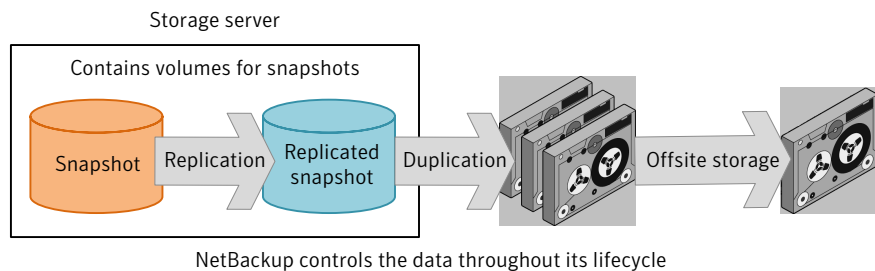 Storage server
Contains volumes for snapshots
Snapshot
Replication
Replicated
snapshot
Duplication
Offsite storage
NetBackup controls the data throughout its lifecycle